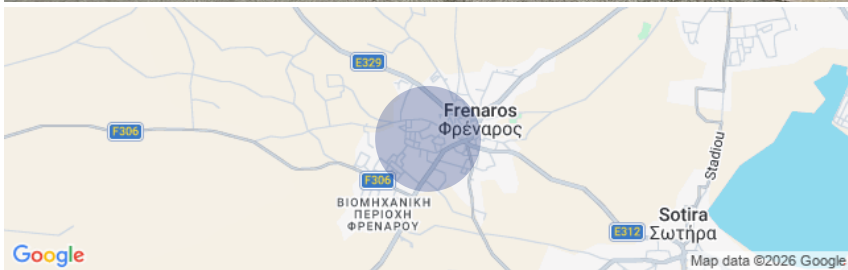 E329
Frenaros
Φρέναρος
F306
Stadiou
F306
ΒΙΟΜΗΧΑΝΙΚΗ
ΠΕΡΙΟΧΗ
ΦΡΕΝΑΡΟΥ
Sotira
Σωτήρα
E312
Google
Map data ©2026 Google